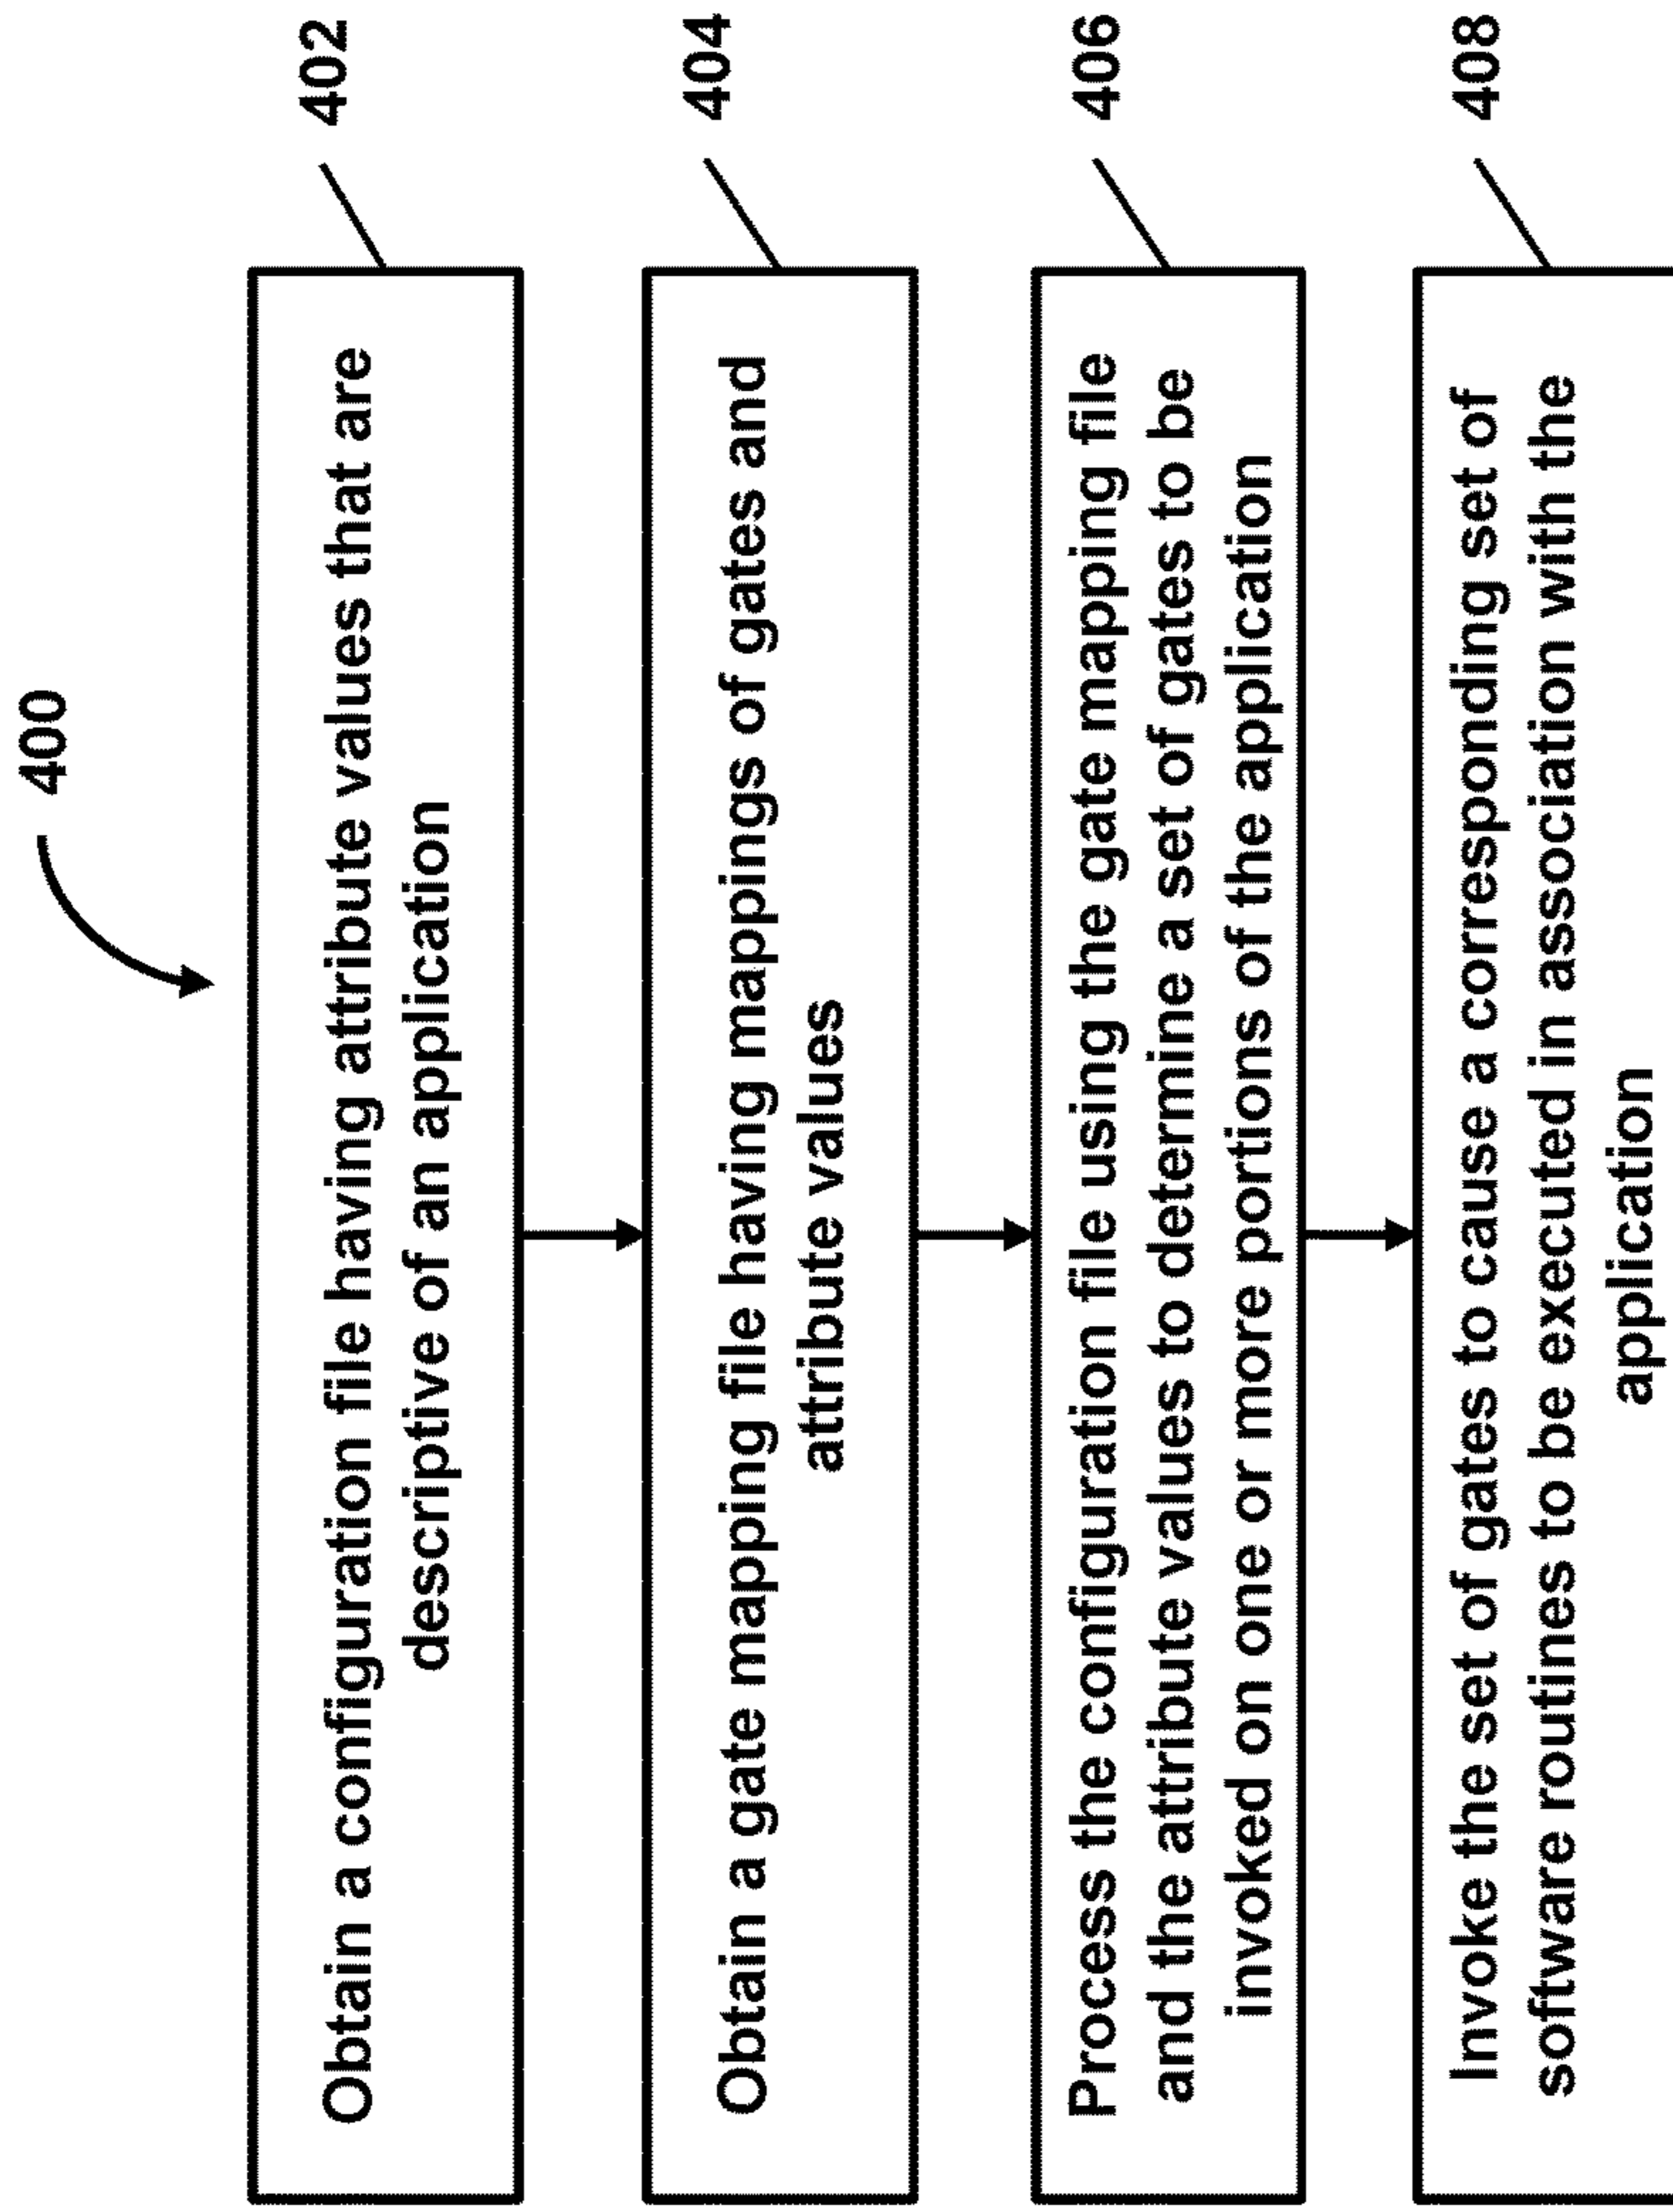 400
402
Obtain a configuration file having attribute values that are
descriptive of an application
404
Obtain a gate mapping file having mappings of gates and
attribute values
406
Process the configuration file using the gate mapping file
and the attribute values to determine a set of gates to be
invoked on one or more portions of the application
408
Invoke the set of gates to cause a corresponding set of
software routines to be executed in association with the
application